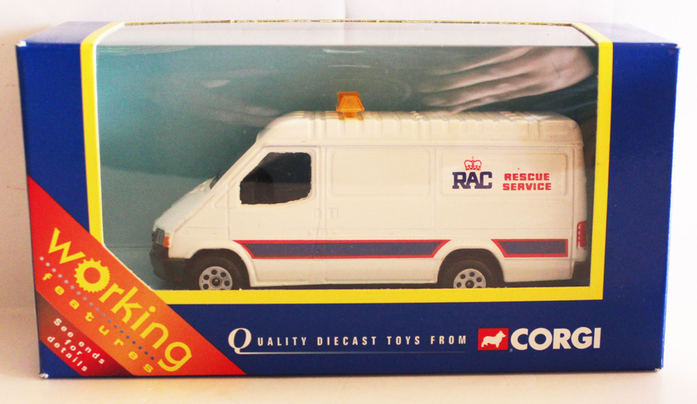 RAC
RESCUE
SERVICE
working
features
See ends
for
details
QUALITY DIECAST TOYS FROM
CORGI